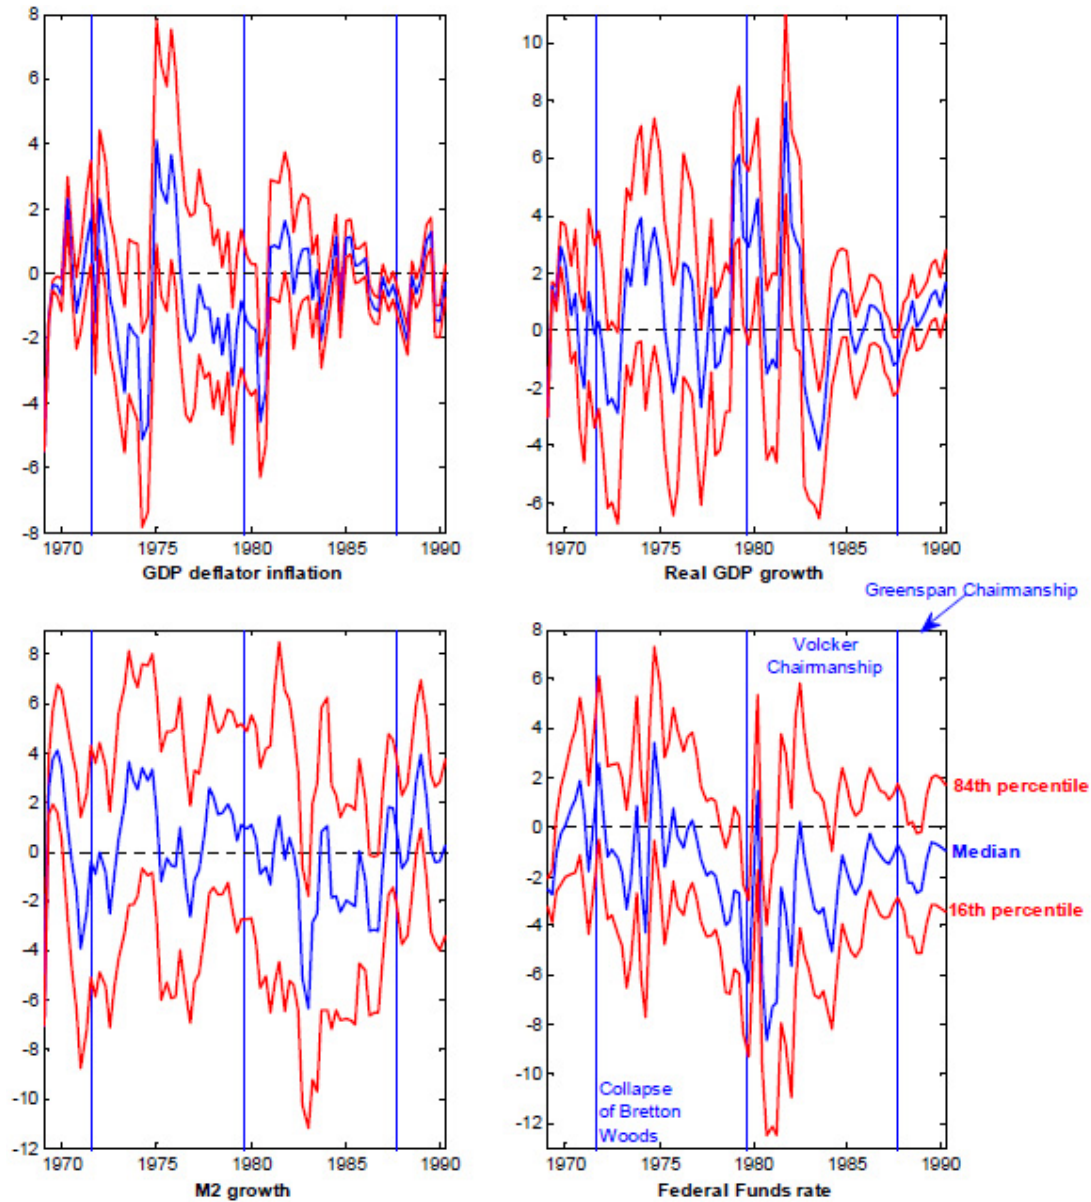 8
6
4
2
0
-2
-4
-6
-8
1970 1975 1980 1985 1990
GDP deflator inflation
10
8
6
4
2
0
-2
-4
-6
1970 1975 1980 1985 1990
Real GDP growth
Greenspan Chairmanship
8
6
4
2
0
-2
-4
-6
-8
-10
-12
1970 1975 1980 1985 1990
M2 growth
8
6
4
2
0
-2
-4
-6
-8
-10
-12
Volcker
Chairmanship
84th percentile
Median
16th percentile
Collapse
of Bretton
Woods
1970 1975 1980 1985 1990
Federal Funds rate